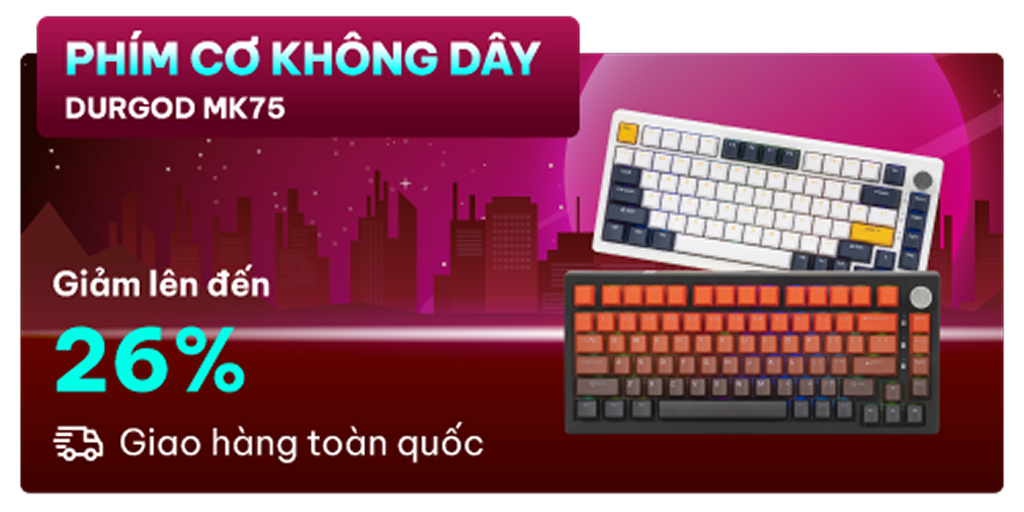 PHÍM CƠ KHÔNG DÂY
DURGOD MK75
Giảm lên đến
26%
Giao hàng toàn quốc